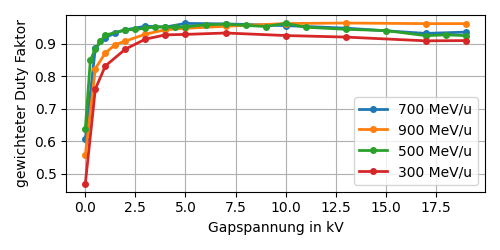 gewichteter Duty Faktor
0.9
0.8
0.7
0.6
0.5
700 MeV/u
900 MeV/u
500 MeV/u
300 MeV/u
0.0 2.5 5.0 7.5 10.0 12.5 15.0 17.5
Gapspannung in kV